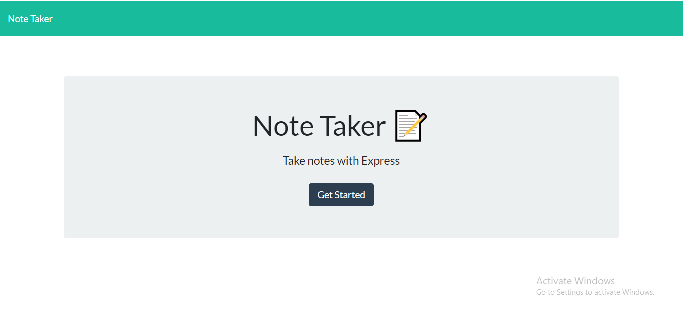 Note Taker
Note Taker
Take notes with Express
Get Started
Activate Windows
Go to Settings to activate Windows.